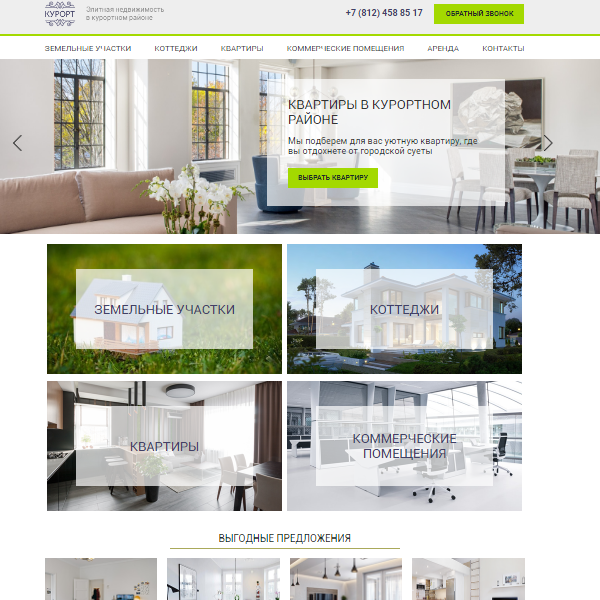 КУРОРТ
Элитная недвижимость
в курортном районе
+7 (812) 458 85 17
ОБРАТНЫЙ ЗВОНОК
ЗЕМЕЛЬНЫЕ УЧАСТКИ КОТТЕДЖИ КВАРТИРЫ КОММЕРЧЕСКИЕ ПОМЕЩЕНИЯ АРЕНДА КОНТАКТЫ
КВАРТИРЫ В КУРОРТНОМ
РАЙОНЕ
Мы подберем для вас уютную квартиру, где
вы отдохнете от городской суеты
ВЫБРАТЬ КВАРТИРУ
ЗЕМЕЛЬНЫЕ УЧАСТКИ
КОТТЕДЖИ
КВАРТИРЫ
КОММЕРЧЕСКИЕ
ПОМЕЩЕНИЯ
ВЫГОДНЫЕ ПРЕДЛОЖЕНИЯ